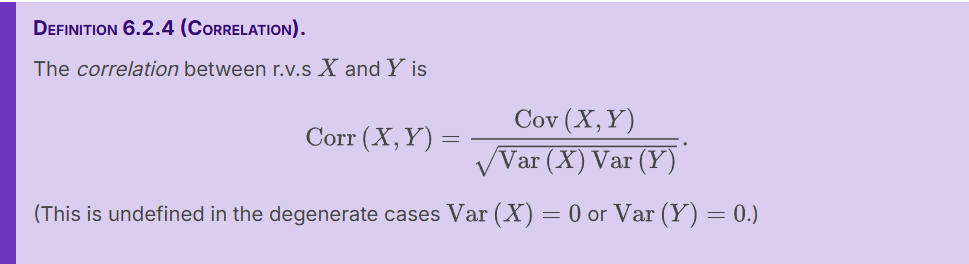 DEFINITION 6.2.4 (CORRELATION).
The correlation between r.v.s X and Y is
Corr (X, Y) = Cov (X, Y) / √(Var (X) Var (Y)).
(This is undefined in the degenerate cases Var (X) = 0 or Var (Y) = 0.)